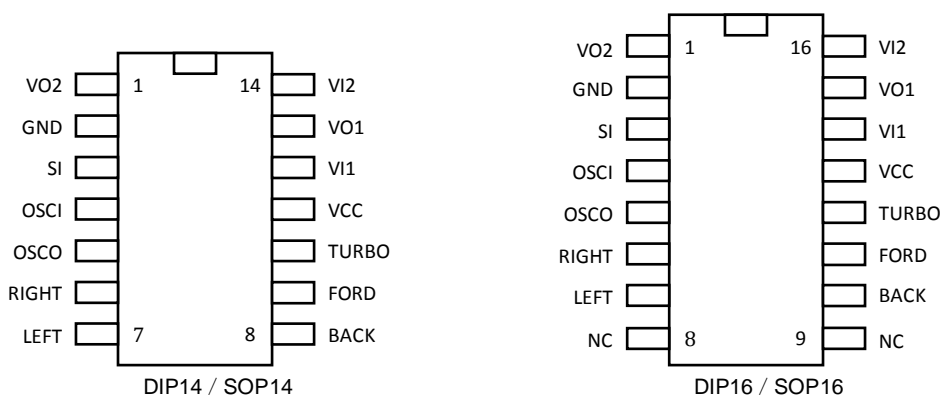 VO2 1 14 VI2
GND VO1
SI VI1
OSCI VCC
OSCO TURBO
RIGHT FORD
LEFT 7 8 BACK
DIP14 / SOP14
VO2 1 16 VI2
GND VO1
SI VI1
OSCI VCC
OSCO TURBO
RIGHT FORD
LEFT BACK
NC 8 9 NC
DIP16 / SOP16